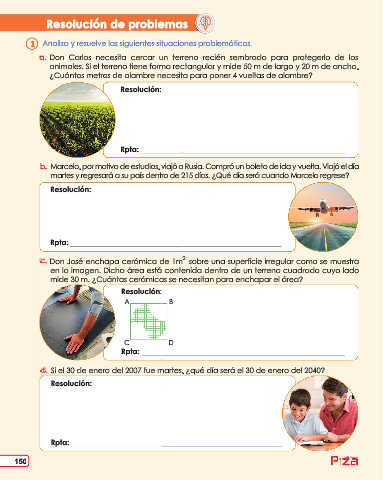 Resolución de problemas
1 Analizo y resuelve las siguientes situaciones problemáticas.
a. Don Carlos necesita cercar un terreno recién sembrado para protegerlo de los
animales. Si el terreno tiene forma rectangular y mide 50 m de largo y 20 m de ancho,
¿Cuántos metros de alambre necesita para poner 4 vueltas de alambre?
Resolución:
Rpta:
b. Marcelo, por motivo de estudios, viajó a Rusia. Compró un boleto de ida y vuelta. Viajó el día
martes y regresará a su país dentro de 215 días. ¿Qué día será cuando Marcelo regrese?
Resolución:
Rpta:
c. Don José enchapa cerámica de 1m² sobre una superficie irregular como se muestra
en la imagen. Dicha área está contenida dentro de un terreno cuadrado cuyo lado
mide 30 m. ¿Cuántas cerámicas se necesitan para enchapar el área?
Resolución:
A B
C D
Rpta:
d. Si el 30 de enero del 2007 fue martes, ¿qué día será el 30 de enero del 2040?
Resolución:
Rpta:
150